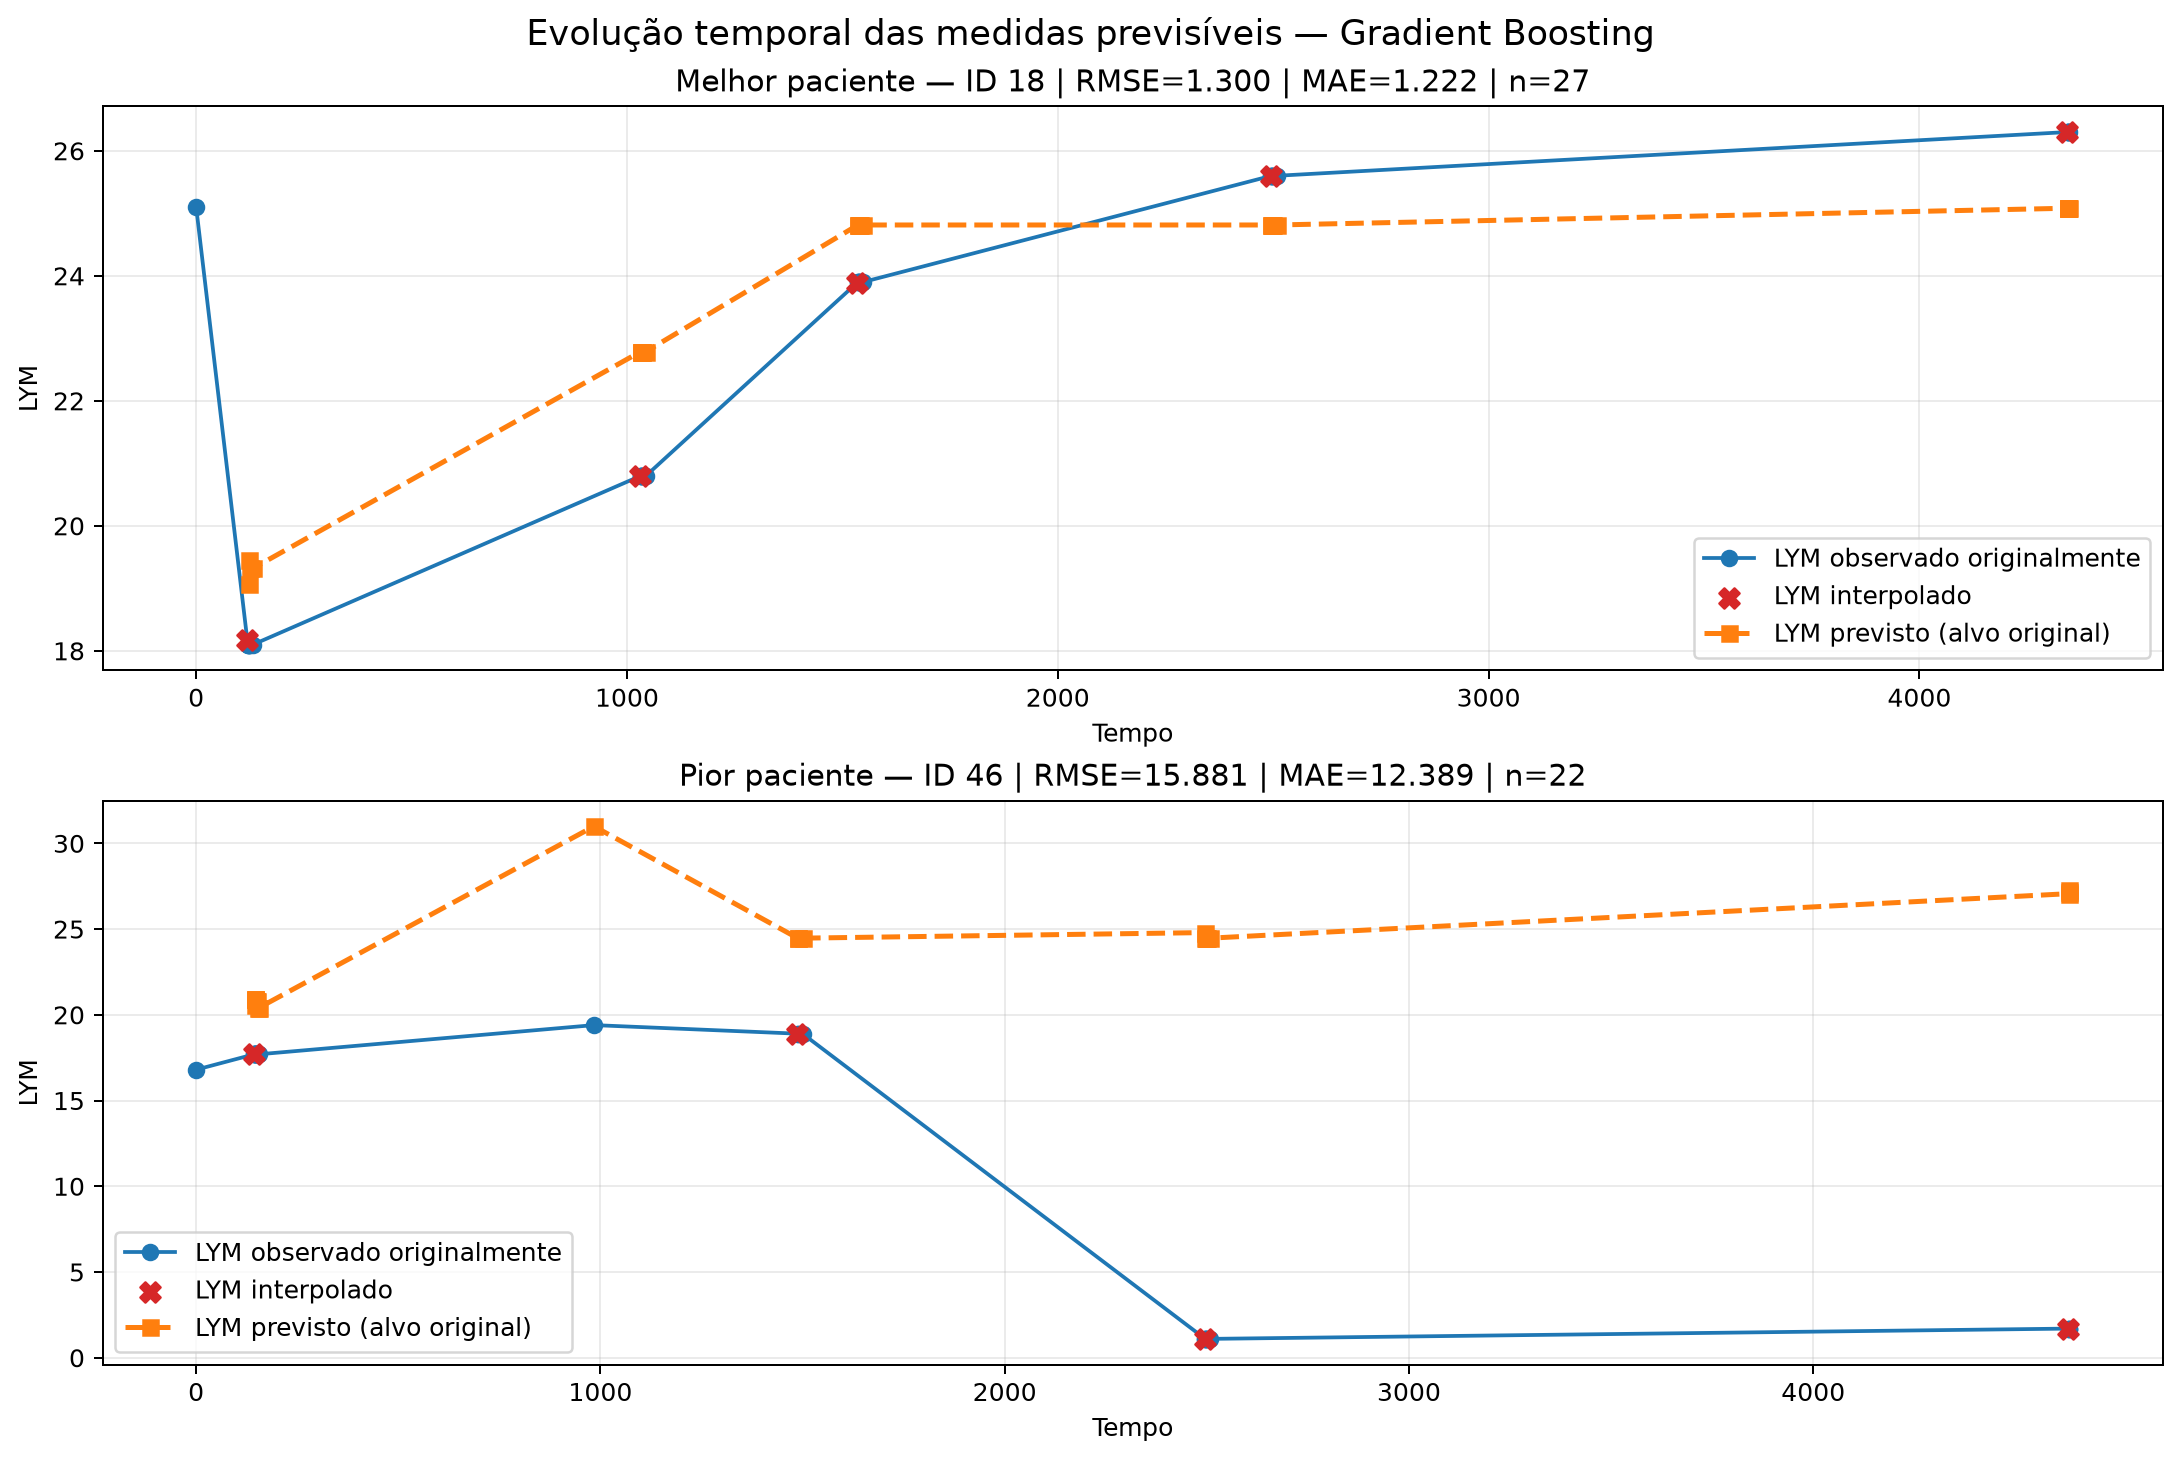 Evolução temporal das medidas previsíveis — Gradient Boosting
Melhor paciente — ID 18 | RMSE=1.300 | MAE=1.222 | n=27
26
24
22
20
18
LYM
LYM observado originalmente
LYM interpolado
LYM previsto (alvo original)
0 1000 2000 3000 4000
Tempo
Pior paciente — ID 46 | RMSE=15.881 | MAE=12.389 | n=22
30
25
20
15
10
5
0
LYM
LYM observado originalmente
LYM interpolado
LYM previsto (alvo original)
0 1000 2000 3000 4000
Tempo